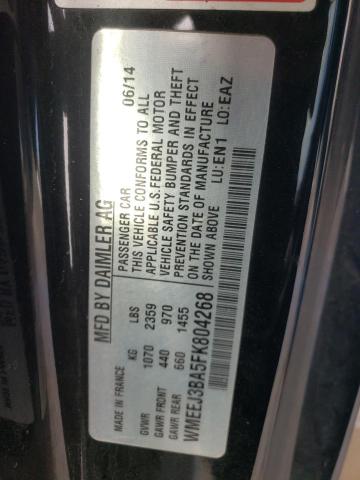 MFD BY DAIMLER AG
MADE IN FRANCE
PASSENGER CAR 06/14
KG LBS
GVWR 1070 2359
GAWR FRONT 440 970
GAWR REAR 660 1455
THIS VEHICLE CONFORMS TO ALL
APPLICABLE U.S.FEDERAL MOTOR
VEHICLE SAFETY BUMPER AND THEFT
PREVENTION STANDARDS IN EFFECT
ON THE DATE OF MANUFACTURE
SHOWN ABOVE LU:EN1 LO:EAZ
WMEEJ3BA5FK804268